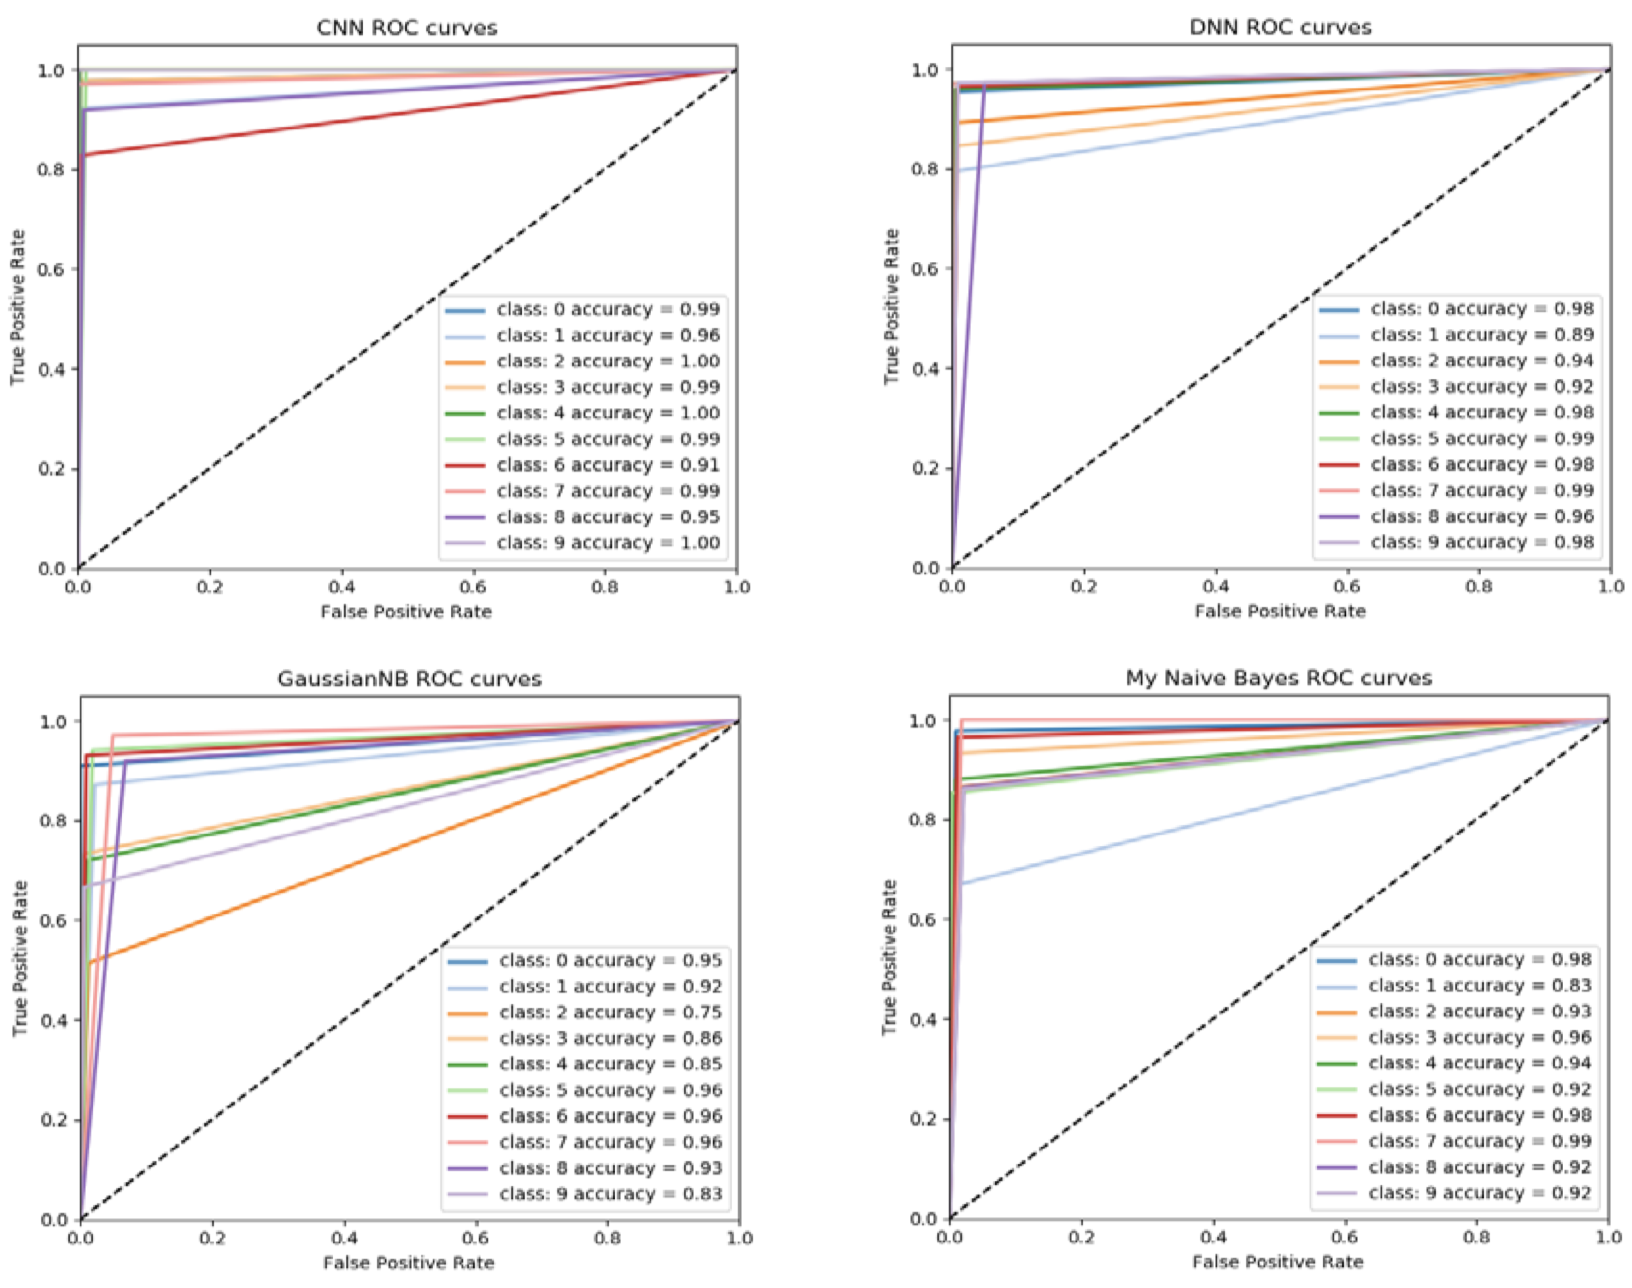 CNN ROC curves
1.0
0.8
0.6
0.4
0.2
0.0
True Positive Rate
class: 0 accuracy = 0.99
class: 1 accuracy = 0.96
class: 2 accuracy = 1.00
class: 3 accuracy = 0.99
class: 4 accuracy = 1.00
class: 5 accuracy = 0.99
class: 6 accuracy = 0.91
class: 7 accuracy = 0.99
class: 8 accuracy = 0.95
class: 9 accuracy = 1.00
0.0 0.2 0.4 0.6 0.8 1.0
False Positive Rate
DNN ROC curves
1.0
0.8
0.6
0.4
0.2
0.0
True Positive Rate
class: 0 accuracy = 0.98
class: 1 accuracy = 0.89
class: 2 accuracy = 0.94
class: 3 accuracy = 0.92
class: 4 accuracy = 0.98
class: 5 accuracy = 0.99
class: 6 accuracy = 0.98
class: 7 accuracy = 0.99
class: 8 accuracy = 0.96
class: 9 accuracy = 0.98
0.0 0.2 0.4 0.6 0.8 1.0
False Positive Rate
GaussianNB ROC curves
1.0
0.8
0.6
0.4
0.2
0.0
True Positive Rate
class: 0 accuracy = 0.95
class: 1 accuracy = 0.92
class: 2 accuracy = 0.75
class: 3 accuracy = 0.86
class: 4 accuracy = 0.85
class: 5 accuracy = 0.96
class: 6 accuracy = 0.96
class: 7 accuracy = 0.96
class: 8 accuracy = 0.93
class: 9 accuracy = 0.83
0.0 0.2 0.4 0.6 0.8 1.0
False Positive Rate
My Naive Bayes ROC curves
1.0
0.8
0.6
0.4
0.2
0.0
True Positive Rate
class: 0 accuracy = 0.98
class: 1 accuracy = 0.83
class: 2 accuracy = 0.93
class: 3 accuracy = 0.96
class: 4 accuracy = 0.94
class: 5 accuracy = 0.92
class: 6 accuracy = 0.98
class: 7 accuracy = 0.99
class: 8 accuracy = 0.92
class: 9 accuracy = 0.92
0.0 0.2 0.4 0.6 0.8 1.0
False Positive Rate